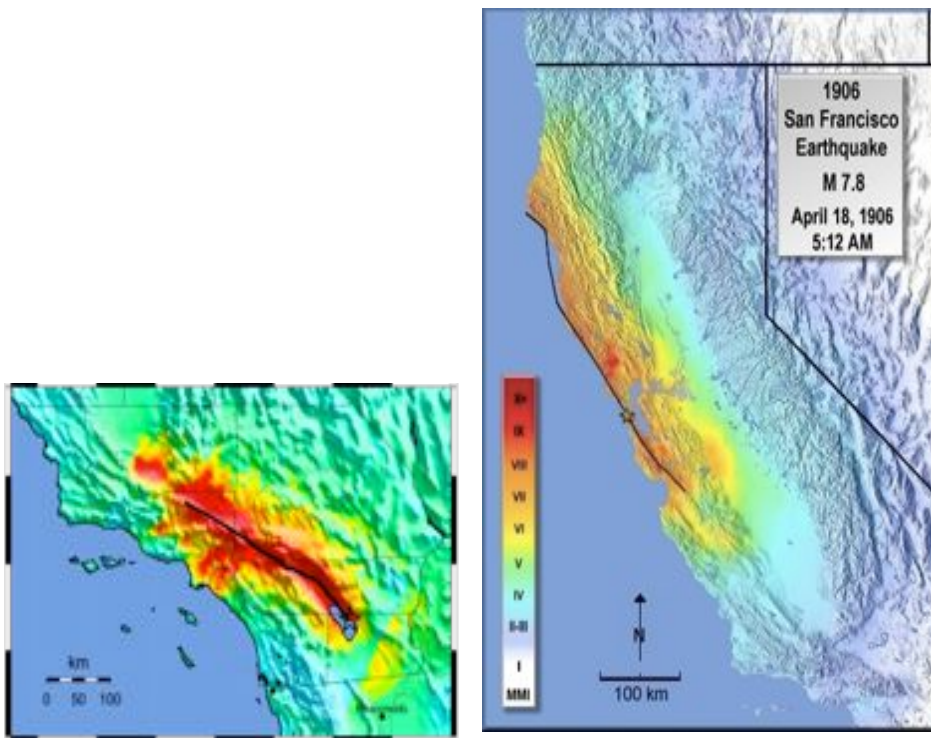 km
0 50 100
1906
San Francisco
Earthquake
M 7.8
April 18, 1906
5:12 AM
X+
IX
VIII
VII
VI
V
IV
II-III
I
MMI
N
100 km